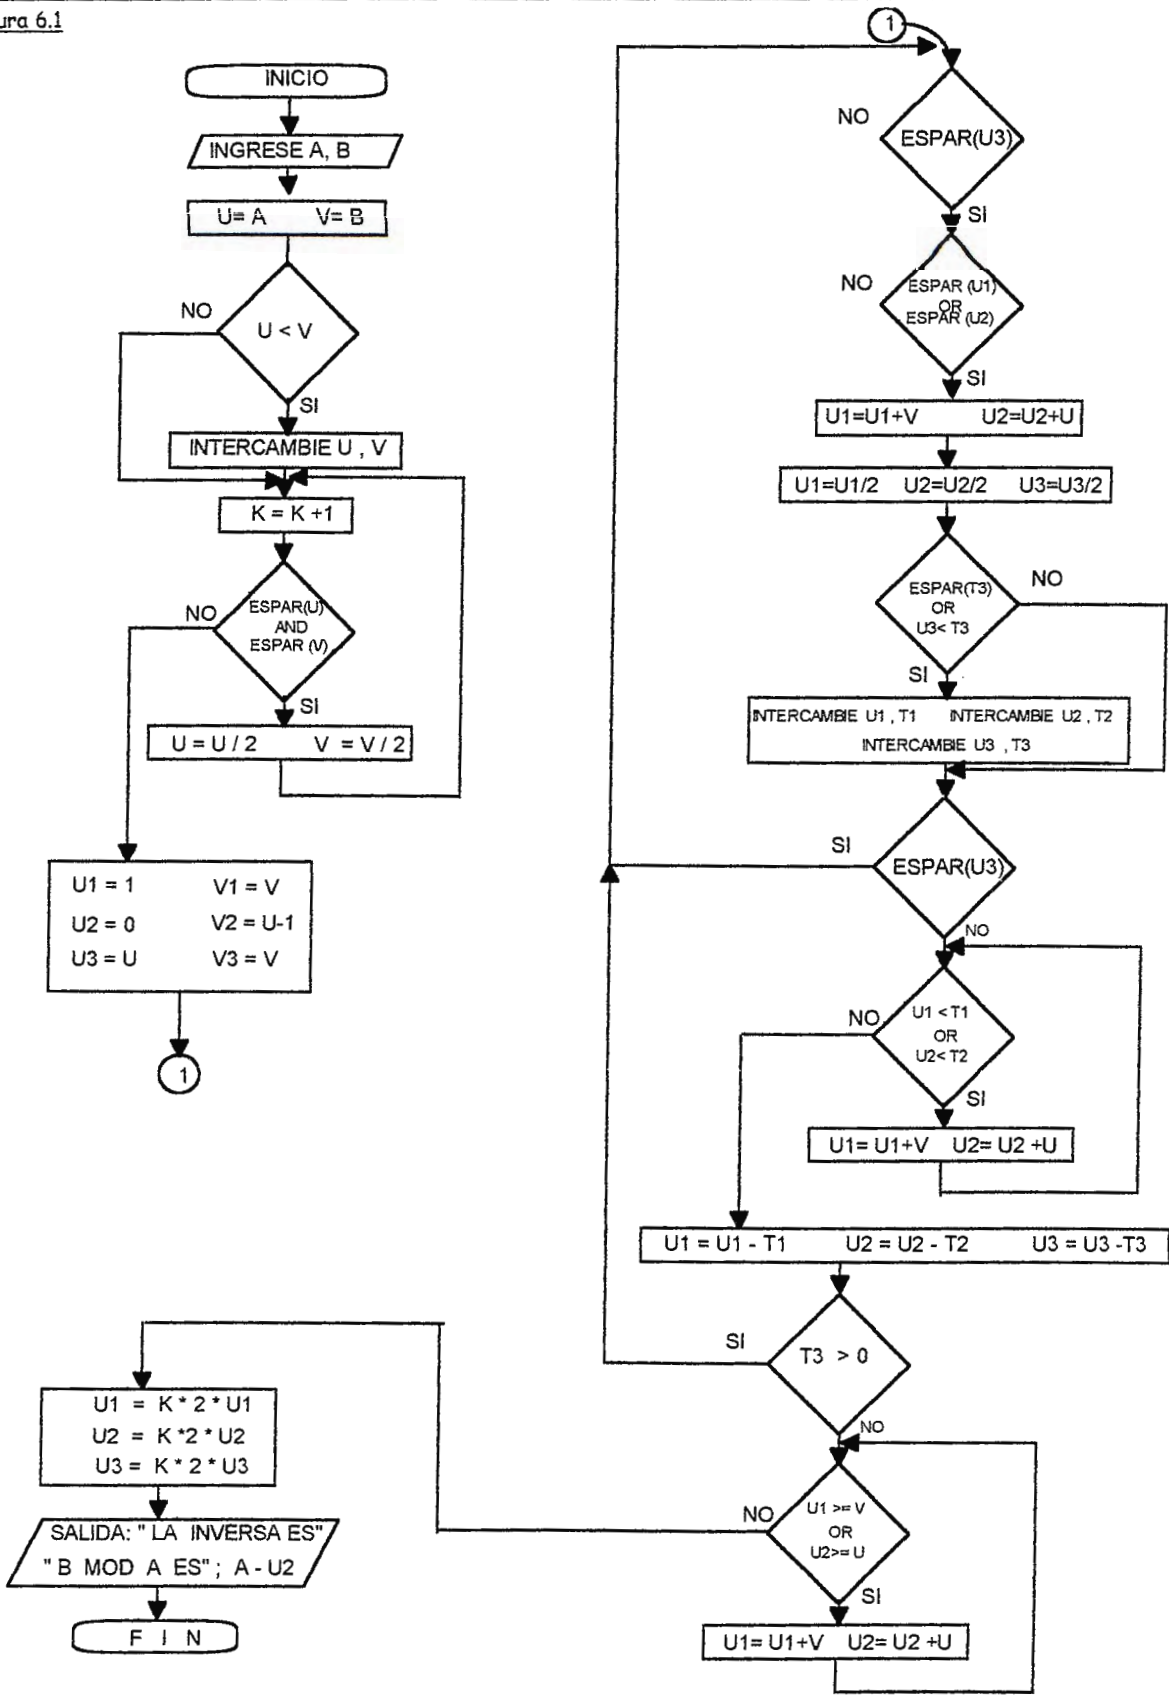 ura 6.1
INICIO
INGRESE A, B
U= A V= B
NO
U < V
SI
INTERCAMBIE U , V
K = K +1
NO
ESPAR(U)
AND
ESPAR (V)
SI
U = U / 2 V = V / 2
U1 = 1 V1 = V
U2 = 0 V2 = U-1
U3 = U V3 = V
1
1
NO
ESPAR(U3)
SI
NO
ESPAR (U1)
OR
ESPAR (U2)
SI
U1=U1+V U2=U2+U
U1=U1/2 U2=U2/2 U3=U3/2
ESPAR(T3)
OR
U3< T3
NO
SI
INTERCAMBIE U1 , T1 INTERCAMBIE U2 , T2
INTERCAMBIE U3 , T3
SI
ESPAR(U3)
NO
U1 < T1
OR
U2< T2
NO
SI
U1= U1+V U2= U2 +U
U1 = U1 - T1 U2 = U2 - T2 U3 = U3 -T3
SI
T3 > 0
NO
U1 >= V
OR
U2>= U
NO
SI
U1= U1+V U2= U2 +U
U1 = K * 2 * U1
U2 = K *2 * U2
U3 = K * 2 * U3
SALIDA: " LA INVERSA ES"
" B MOD A ES" ; A - U2
F I N